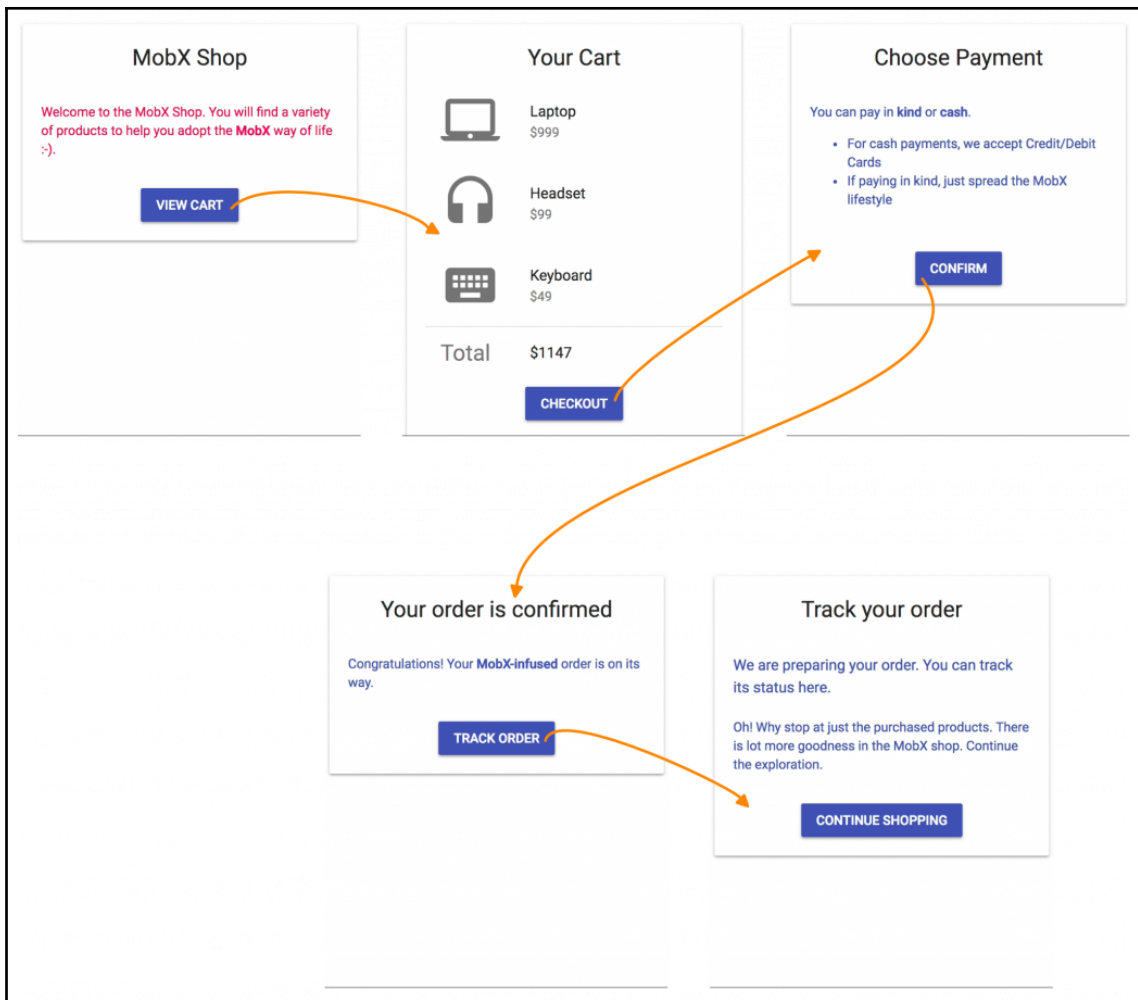 MobX Shop
Welcome to the MobX Shop. You will find a variety
of products to help you adopt the MobX way of life
:-).
VIEW CART
Your Cart
Laptop
$999
Headset
$99
Keyboard
$49
Total $1147
CHECKOUT
Choose Payment
You can pay in kind or cash.
• For cash payments, we accept Credit/Debit
Cards
• If paying in kind, just spread the MobX
lifestyle
CONFIRM
Your order is confirmed
Congratulations! Your MobX-infused order is on its
way.
TRACK ORDER
Track your order
We are preparing your order. You can track
its status here.
Oh! Why stop at just the purchased products. There
is lot more goodness in the MobX shop. Continue
the exploration.
CONTINUE SHOPPING